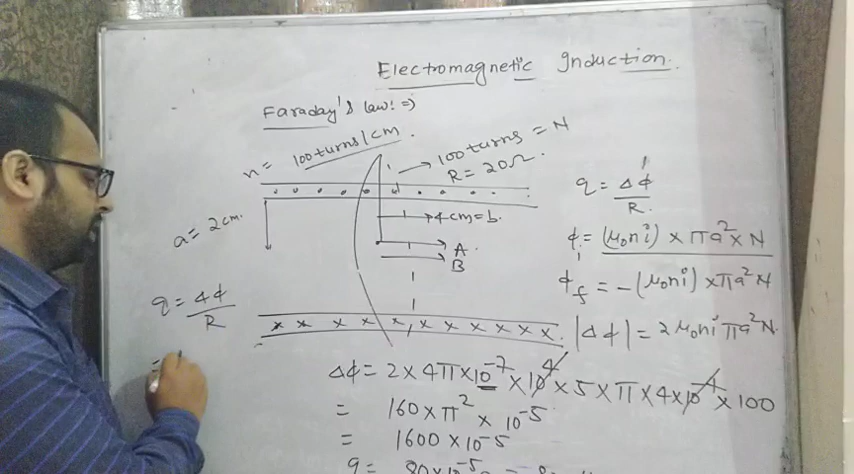 Electromagnetic Induction.
Faraday's law! ⇒)
n = 100 turns/cm.
100 turns = N
R = 20Ω.
a = 2cm.
4cm = b.
A
B
q = Δϕ/R.
ϕi = (μ₀ni) × πa² × N
ϕf = -(μ₀ni) × πa²N
|Δϕ| = 2μ₀niπa²N
q = Δϕ/R
=
Δϕ = 2 × 4π × 10⁻⁷ × 10⁴ × 5 × π × 4 × 10⁻⁴ × 100
= 160 × π² × 10⁻⁵
= 1600 × 10⁻⁵